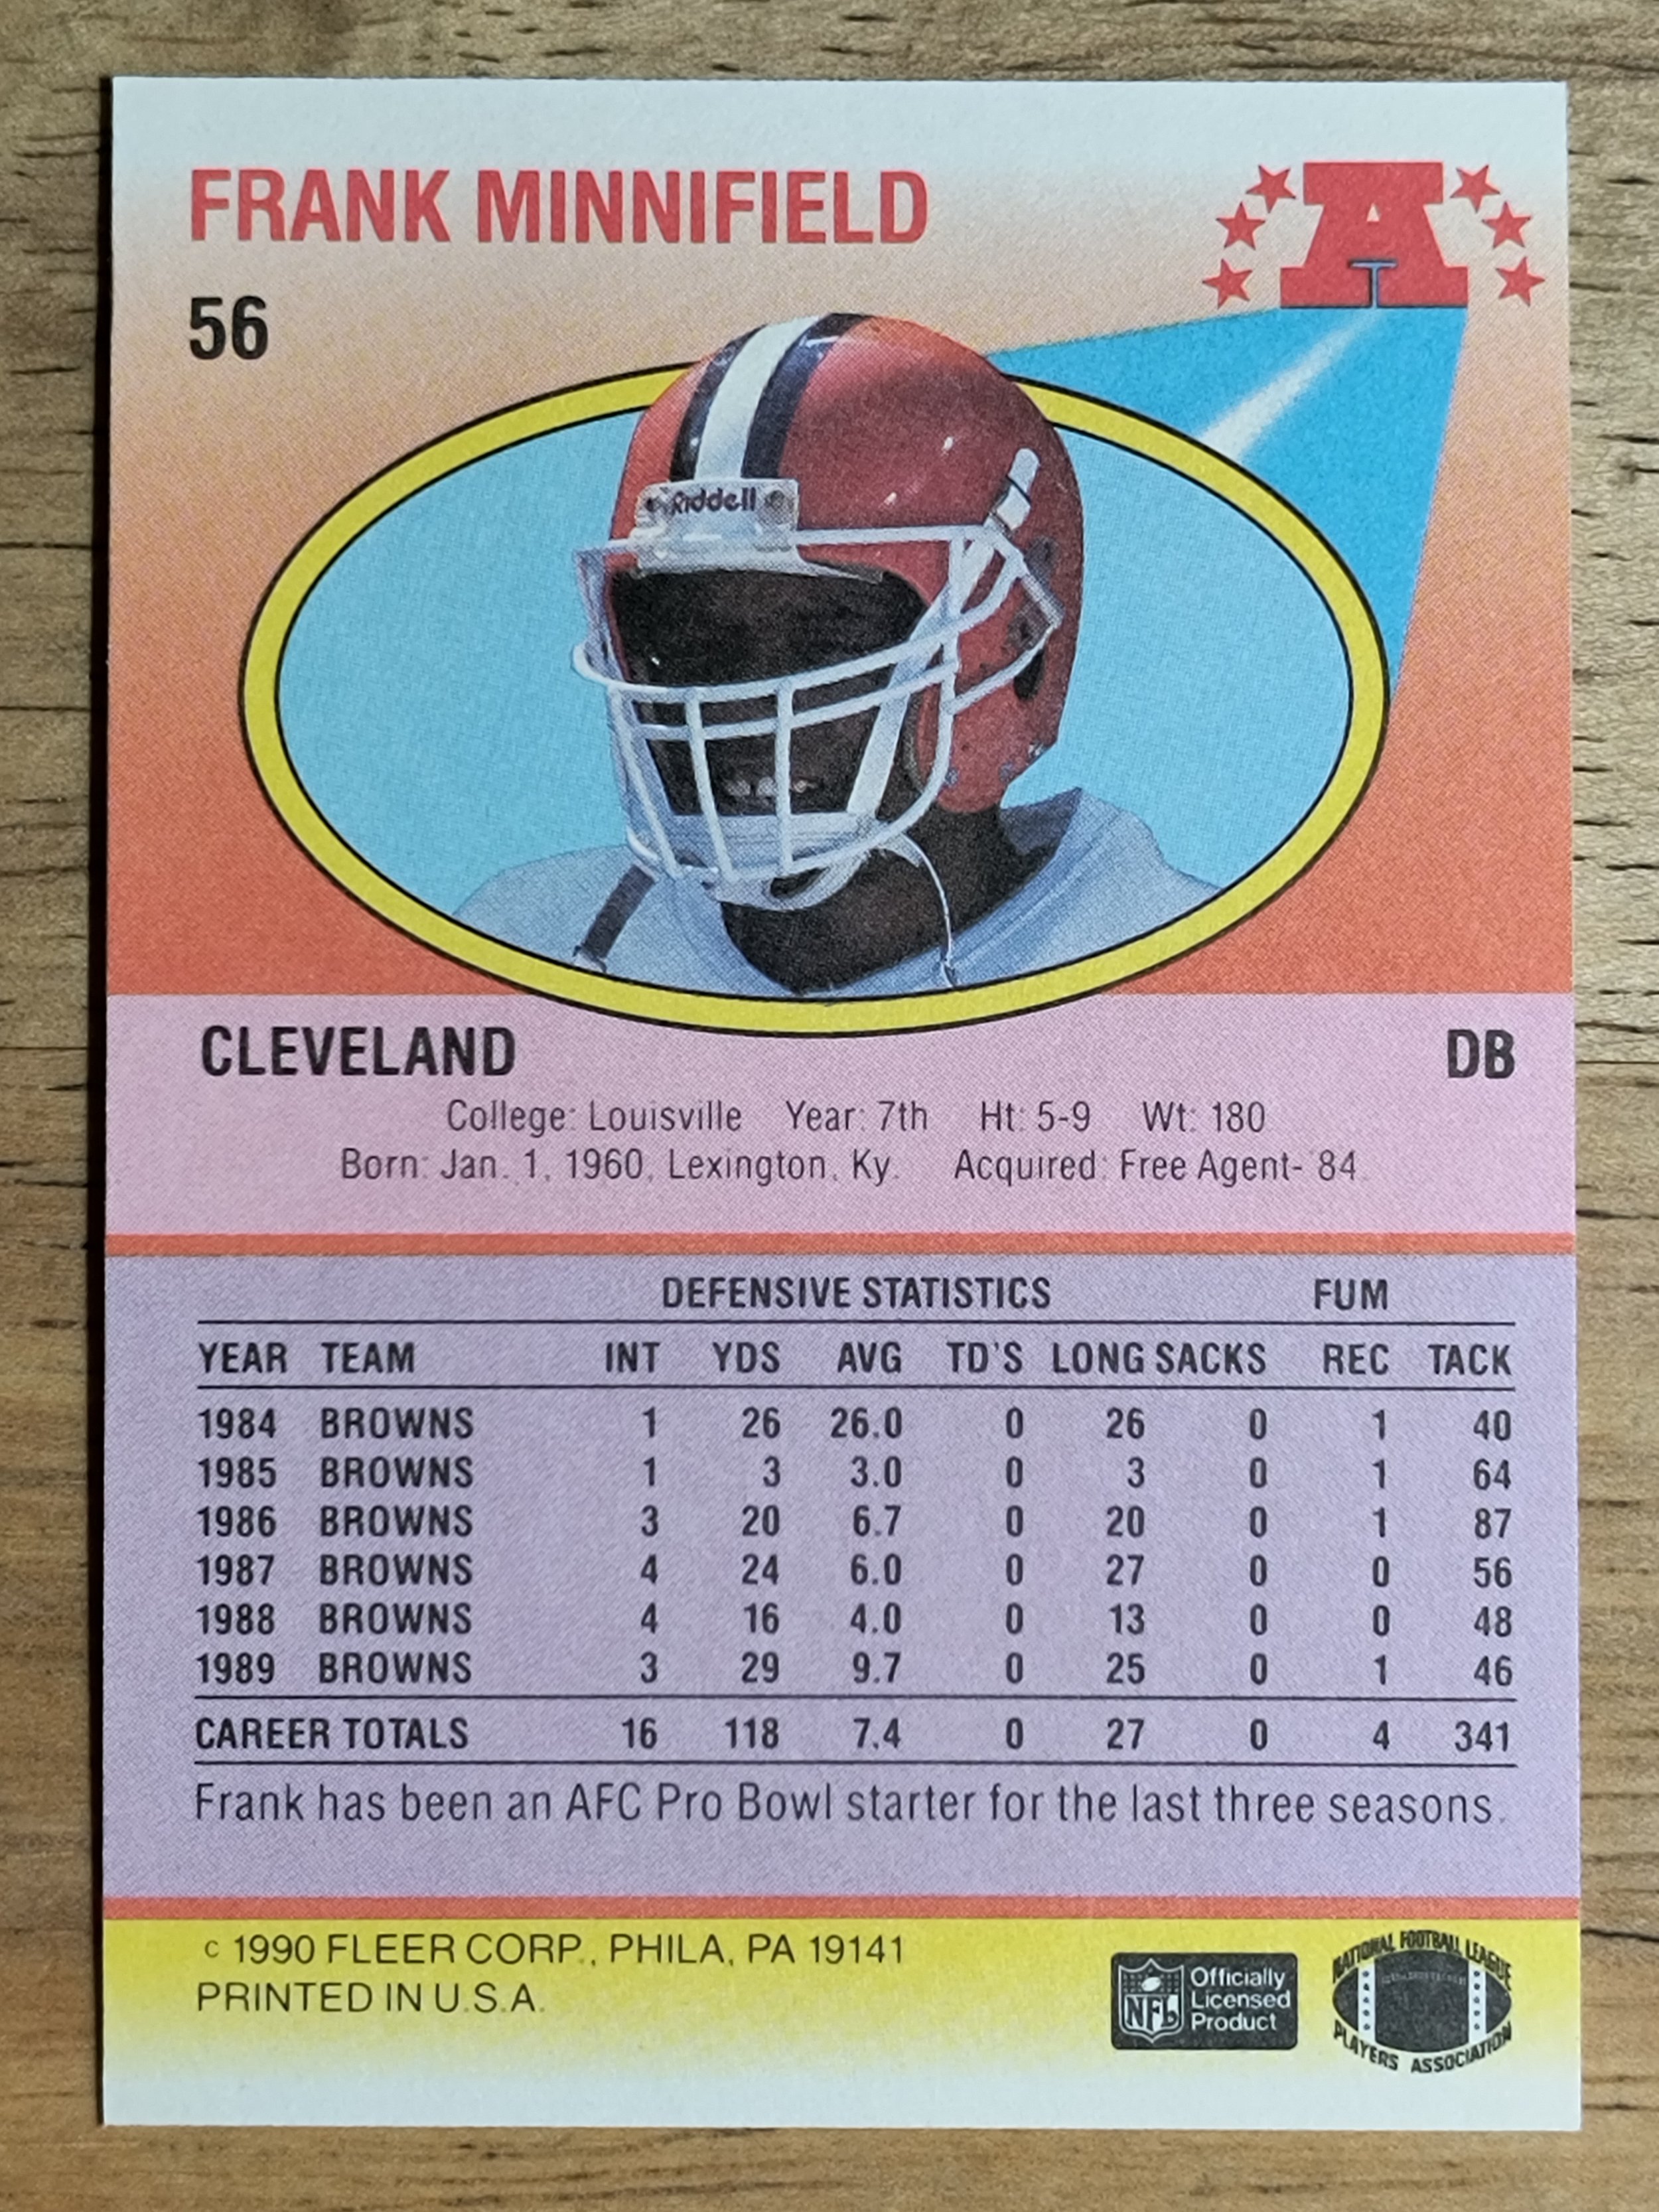 FRANK MINNIFIELD
A
56
Riddell
CLEVELAND DB
College: Louisville Year: 7th Ht: 5-9 Wt: 180
Born: Jan. 1, 1960, Lexington, Ky. Acquired: Free Agent- '84.
DEFENSIVE STATISTICS FUM
YEAR TEAM INT YDS AVG TD'S LONG SACKS REC TACK
1984 BROWNS 1 26 26.0 0 26 0 1 40
1985 BROWNS 1 3 3.0 0 3 0 1 64
1986 BROWNS 3 20 6.7 0 20 0 1 87
1987 BROWNS 4 24 6.0 0 27 0 0 56
1988 BROWNS 4 16 4.0 0 13 0 0 48
1989 BROWNS 3 29 9.7 0 25 0 1 46
CAREER TOTALS 16 118 7.4 0 27 0 4 341
Frank has been an AFC Pro Bowl starter for the last three seasons.
c 1990 FLEER CORP., PHILA, PA 19141
PRINTED IN U.S.A.
NFL
Officially
Licensed
Product
NATIONAL FOOTBALL LEAGUE
PLAYERS ASSOCIATION